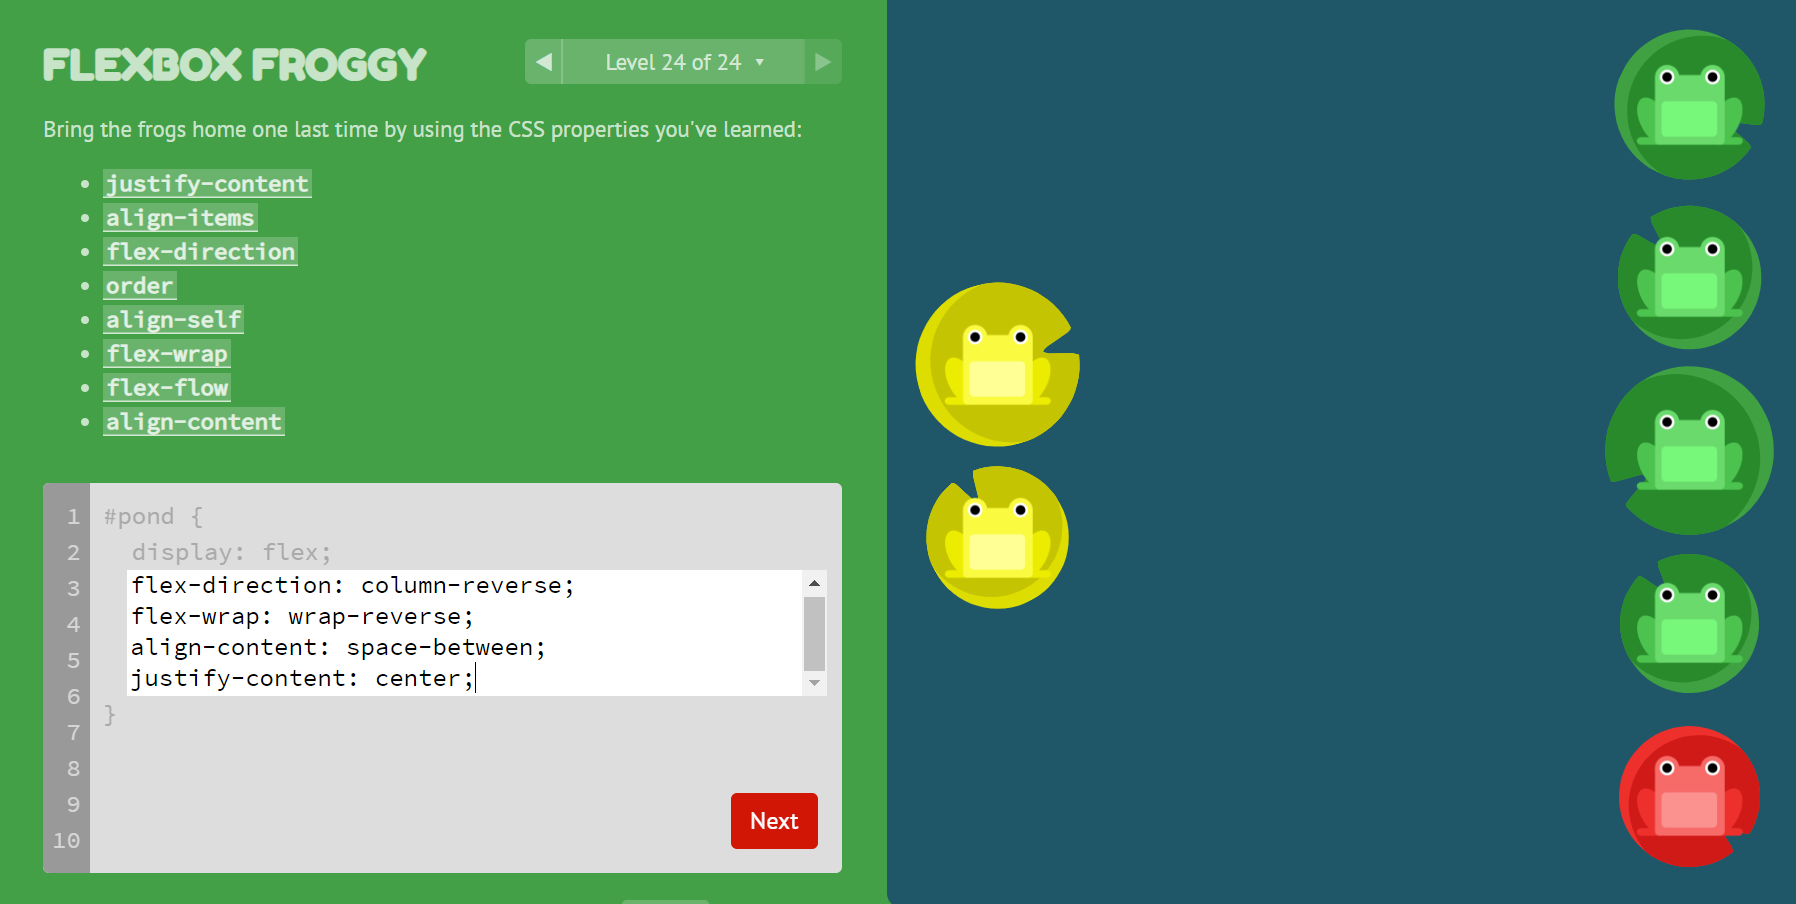 FLEXBOX FROGGY
Level 24 of 24
Bring the frogs home one last time by using the CSS properties you've learned:
justify-content
align-items
flex-direction
order
align-self
flex-wrap
flex-flow
align-content
1 #pond {
2 display: flex;
3 flex-direction: column-reverse;
4 flex-wrap: wrap-reverse;
5 align-content: space-between;
6 justify-content: center;
7 }
8
9
10
Next